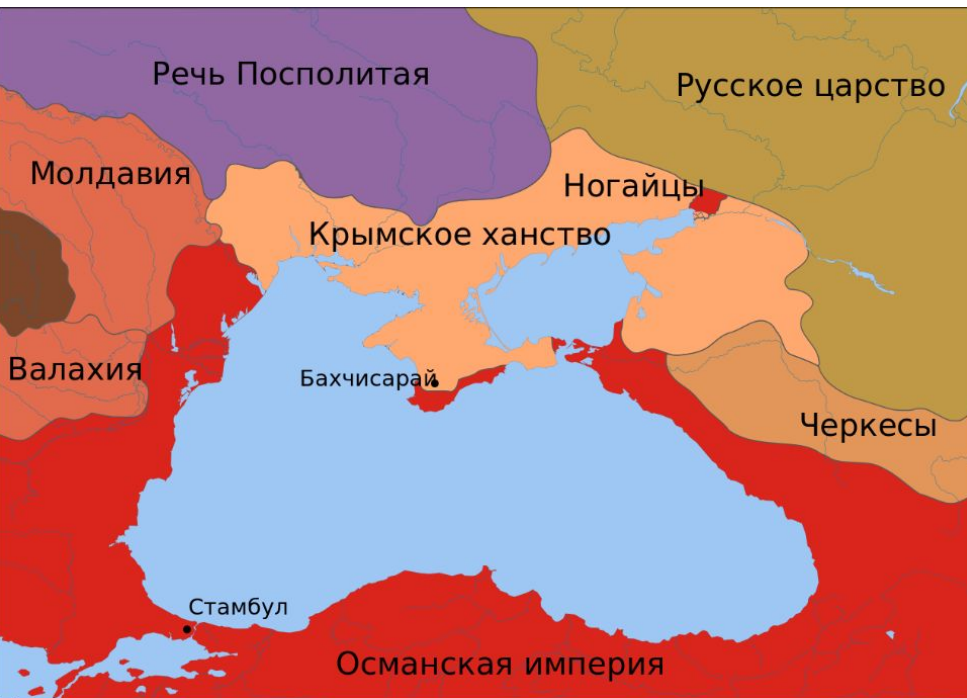 Речь Посполитая
Русское царство
Молдавия
Ногайцы
Крымское ханство
Валахия
Бахчисарай
Черкесы
Стамбул
Османская империя